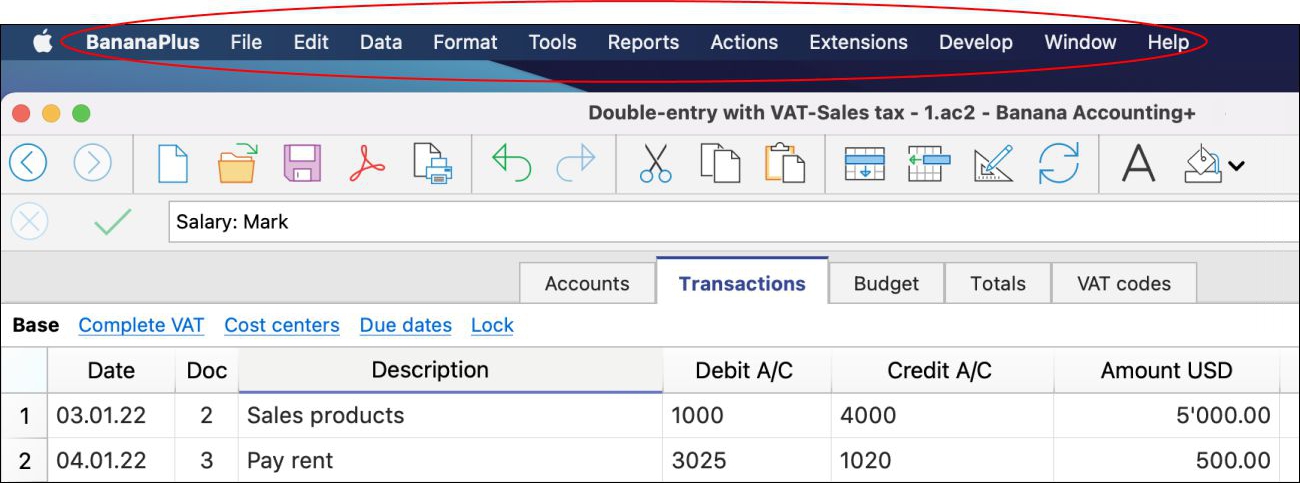 BananaPlus File Edit Data Format Tools Reports Actions Extensions Develop Window Help
Double-entry with VAT-Sales tax - 1.ac2 - Banana Accounting+
Salary: Mark
Accounts Transactions Budget Totals VAT codes
Base Complete VAT Cost centers Due dates Lock
Date Doc Description Debit A/C Credit A/C Amount USD
1 03.01.22 2 Sales products 1000 4000 5'000.00
2 04.01.22 3 Pay rent 3025 1020 500.00